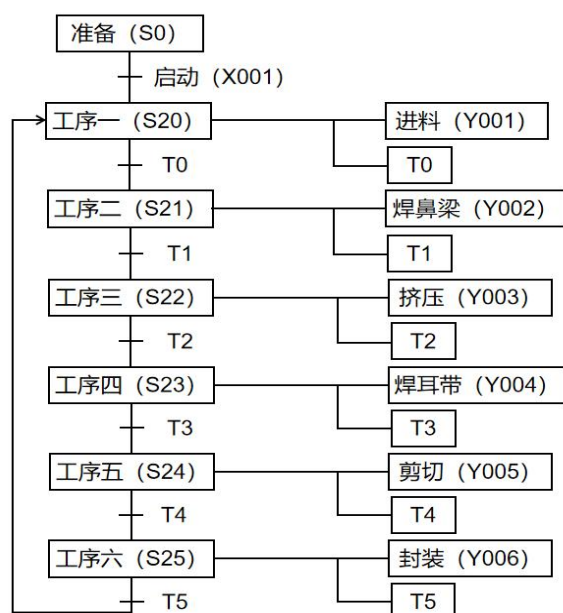 准备（S0）
启动（X001）
工序一（S20）
进料（Y001）
T0
T0
工序二（S21）
焊鼻梁（Y002）
T1
T1
工序三（S22）
挤压（Y003）
T2
T2
工序四（S23）
焊耳带（Y004）
T3
T3
工序五（S24）
剪切（Y005）
T4
T4
工序六（S25）
封装（Y006）
T5
T5